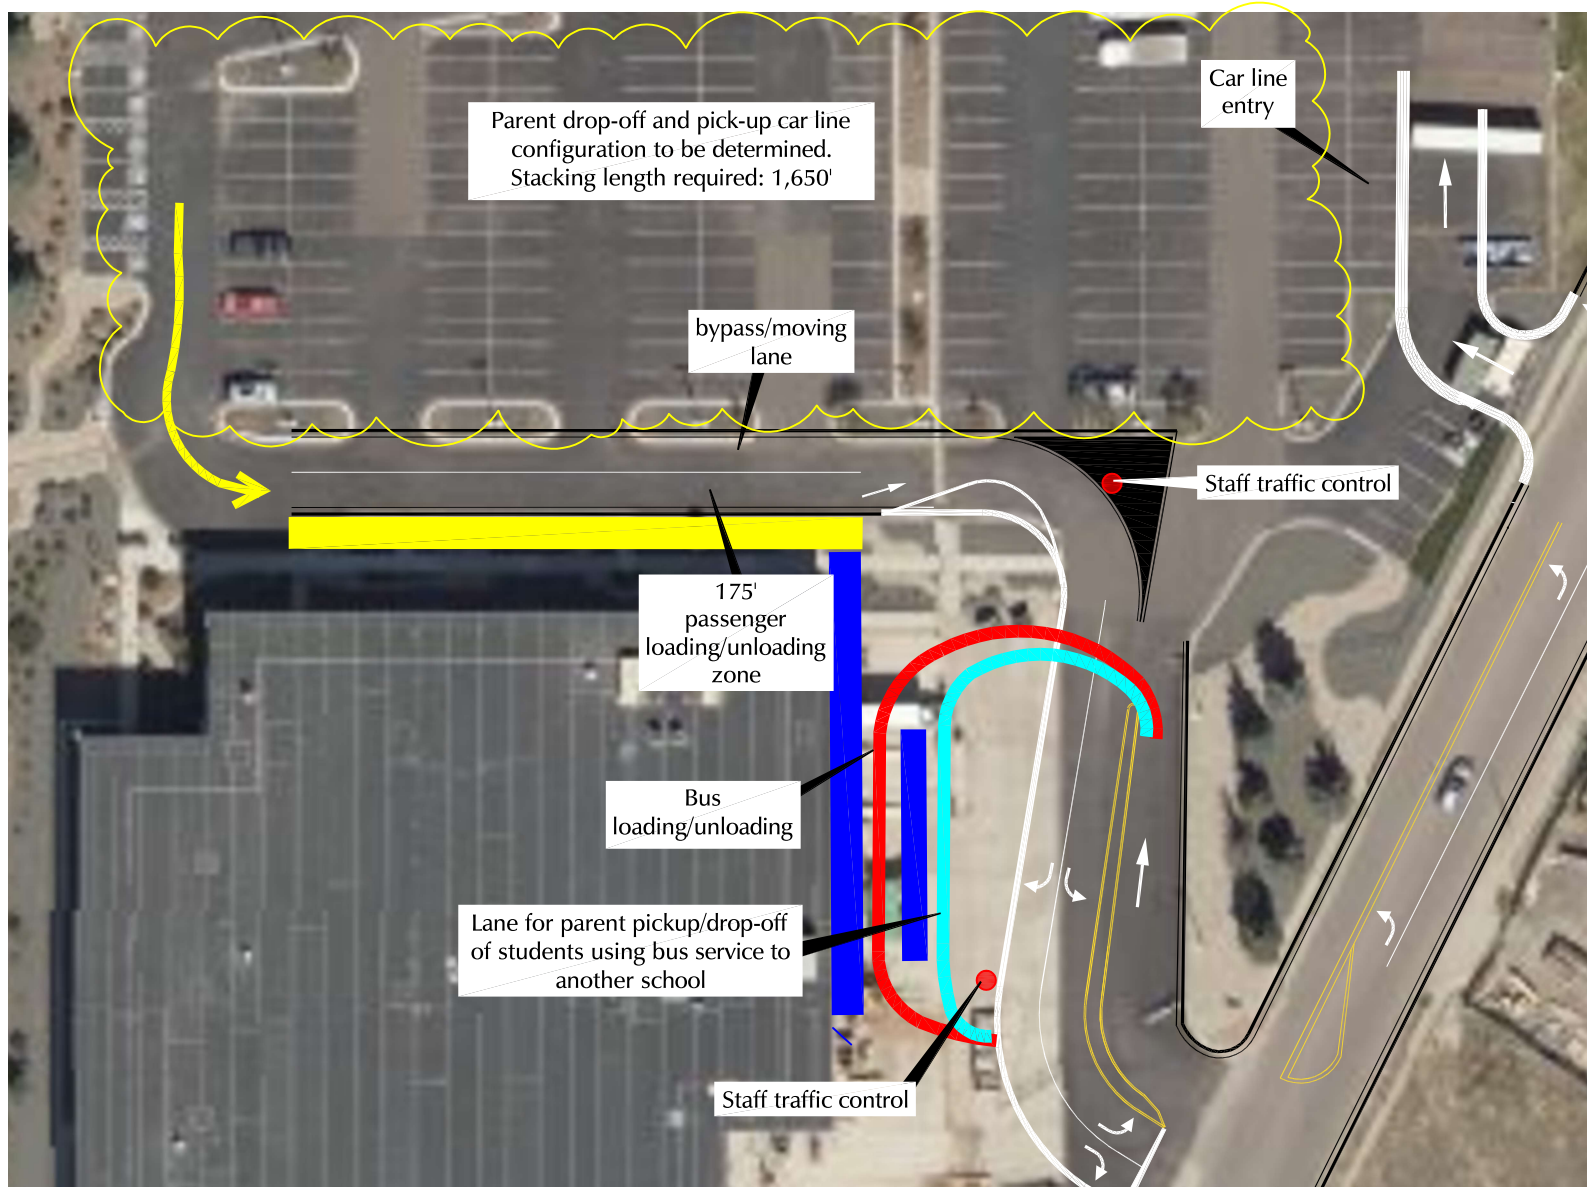 Car line
entry
Parent drop-off and pick-up car line
configuration to be determined.
Stacking length required: 1,650'
bypass/moving
lane
Staff traffic control
175'
passenger
loading/unloading
zone
Bus
loading/unloading
Lane for parent pickup/drop-off
of students using bus service to
another school
Staff traffic control